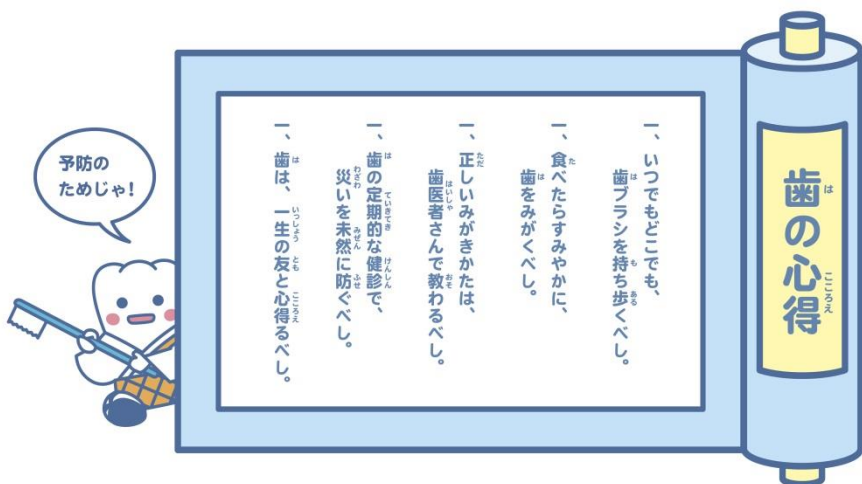 歯の心得
一、いつでもどこでも、
歯ブラシを持ち歩くべし。
一、食べたらすみやかに、
歯をみがくべし。
一、正しいみがきかたは、
歯医者さんで教わるべし。
一、歯の定期的な健診で、
災いを未然に防ぐべし。
一、歯は、一生の友と心得るべし。
予防の
ためじゃ!